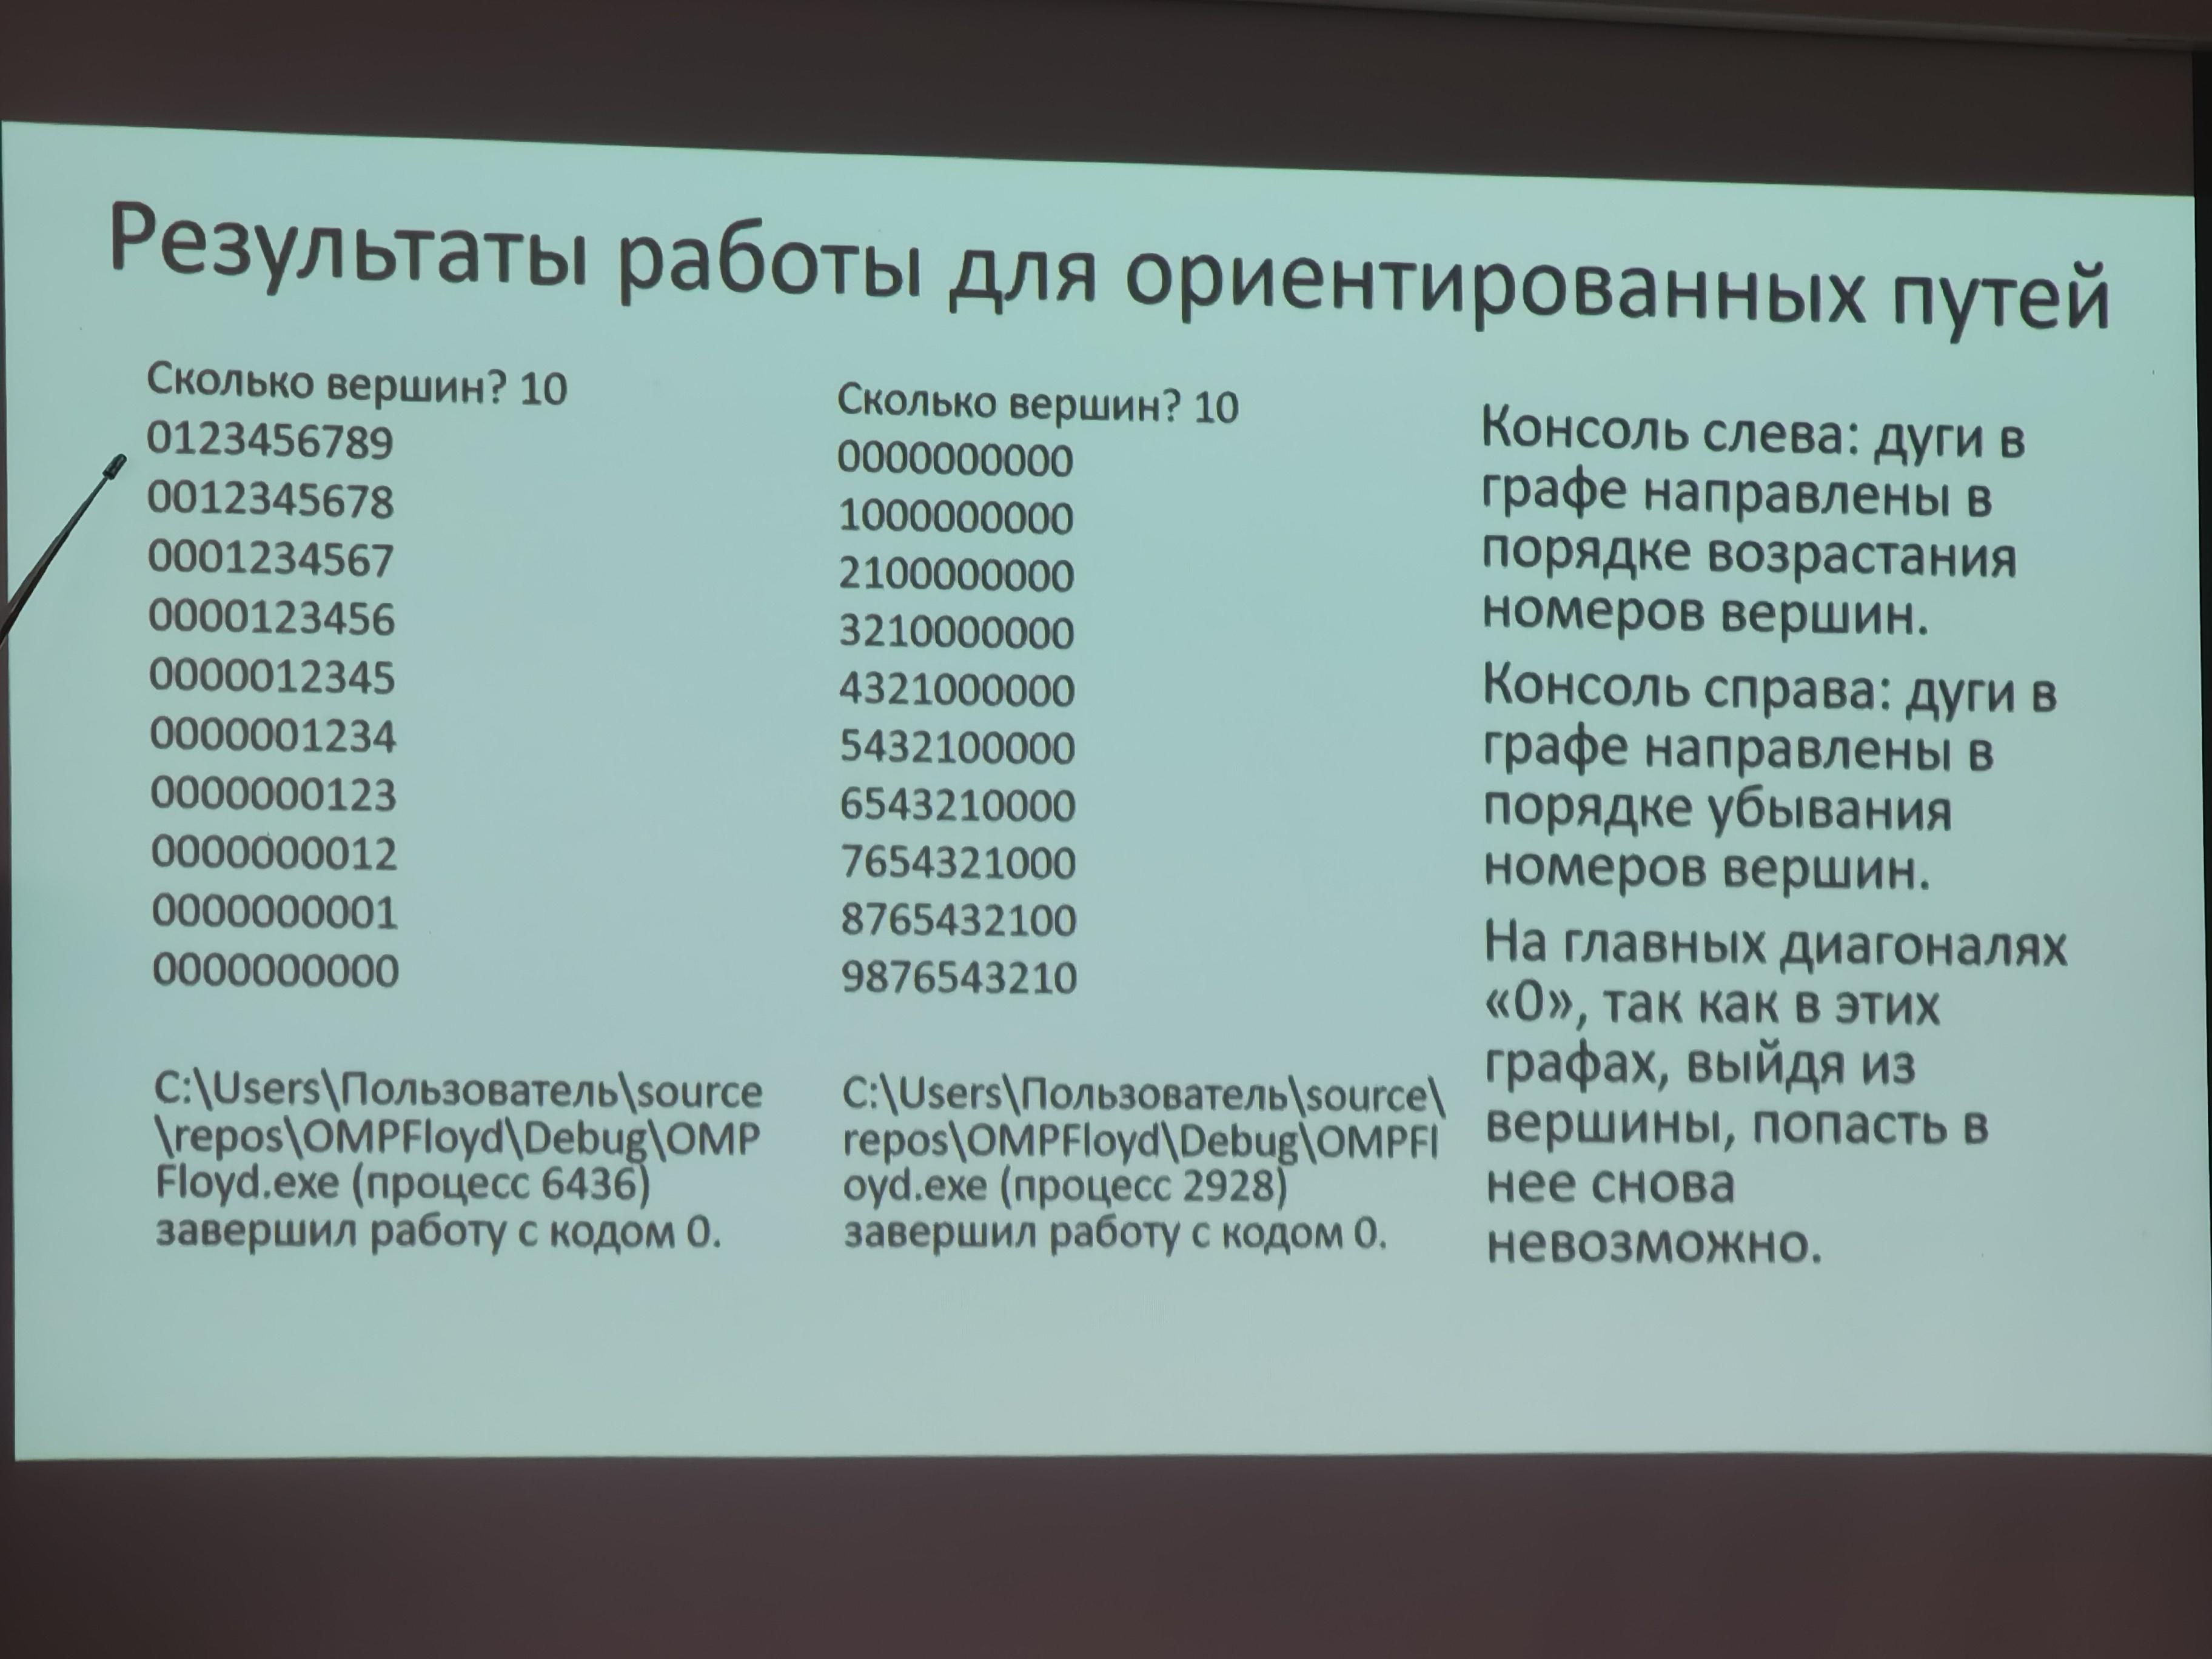 Результаты работы для ориентированных путей
Сколько вершин? 10
0123456789
0012345678
0001234567
0000123456
0000012345
0000001234
0000000123
0000000012
0000000001
0000000000
C:\Users\Пользователь\source
\repos\OMPFloyd\Debug\OMP
Floyd.exe (процесс 6436)
завершил работу с кодом 0.
Сколько вершин? 10
0000000000
1000000000
2100000000
3210000000
4321000000
5432100000
6543210000
7654321000
8765432100
9876543210
C:\Users\Пользователь\source\
repos\OMPFloyd\Debug\OMPFl
oyd.exe (процесс 2928)
завершил работу с кодом 0.
Консоль слева: дуги в
графе направлены в
порядке возрастания
номеров вершин.
Консоль справа: дуги в
графе направлены в
порядке убывания
номеров вершин.
На главных диагоналях
«0», так как в этих
графах, выйдя из
вершины, попасть в
нее снова
невозможно.